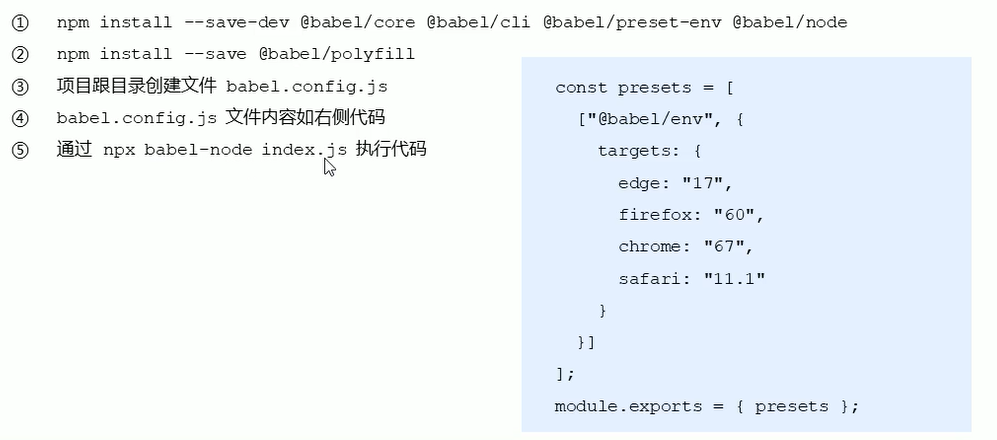 ① npm install --save-dev @babel/core @babel/cli @babel/preset-env @babel/node
② npm install --save @babel/polyfill
③ 项目跟目录创建文件 babel.config.js
④ babel.config.js 文件内容如右侧代码
⑤ 通过 npx babel-node index.js 执行代码
const presets = [
["@babel/env", {
targets: {
edge: "17",
firefox: "60",
chrome: "67",
safari: "11.1"
}
}]
];
module.exports = { presets };